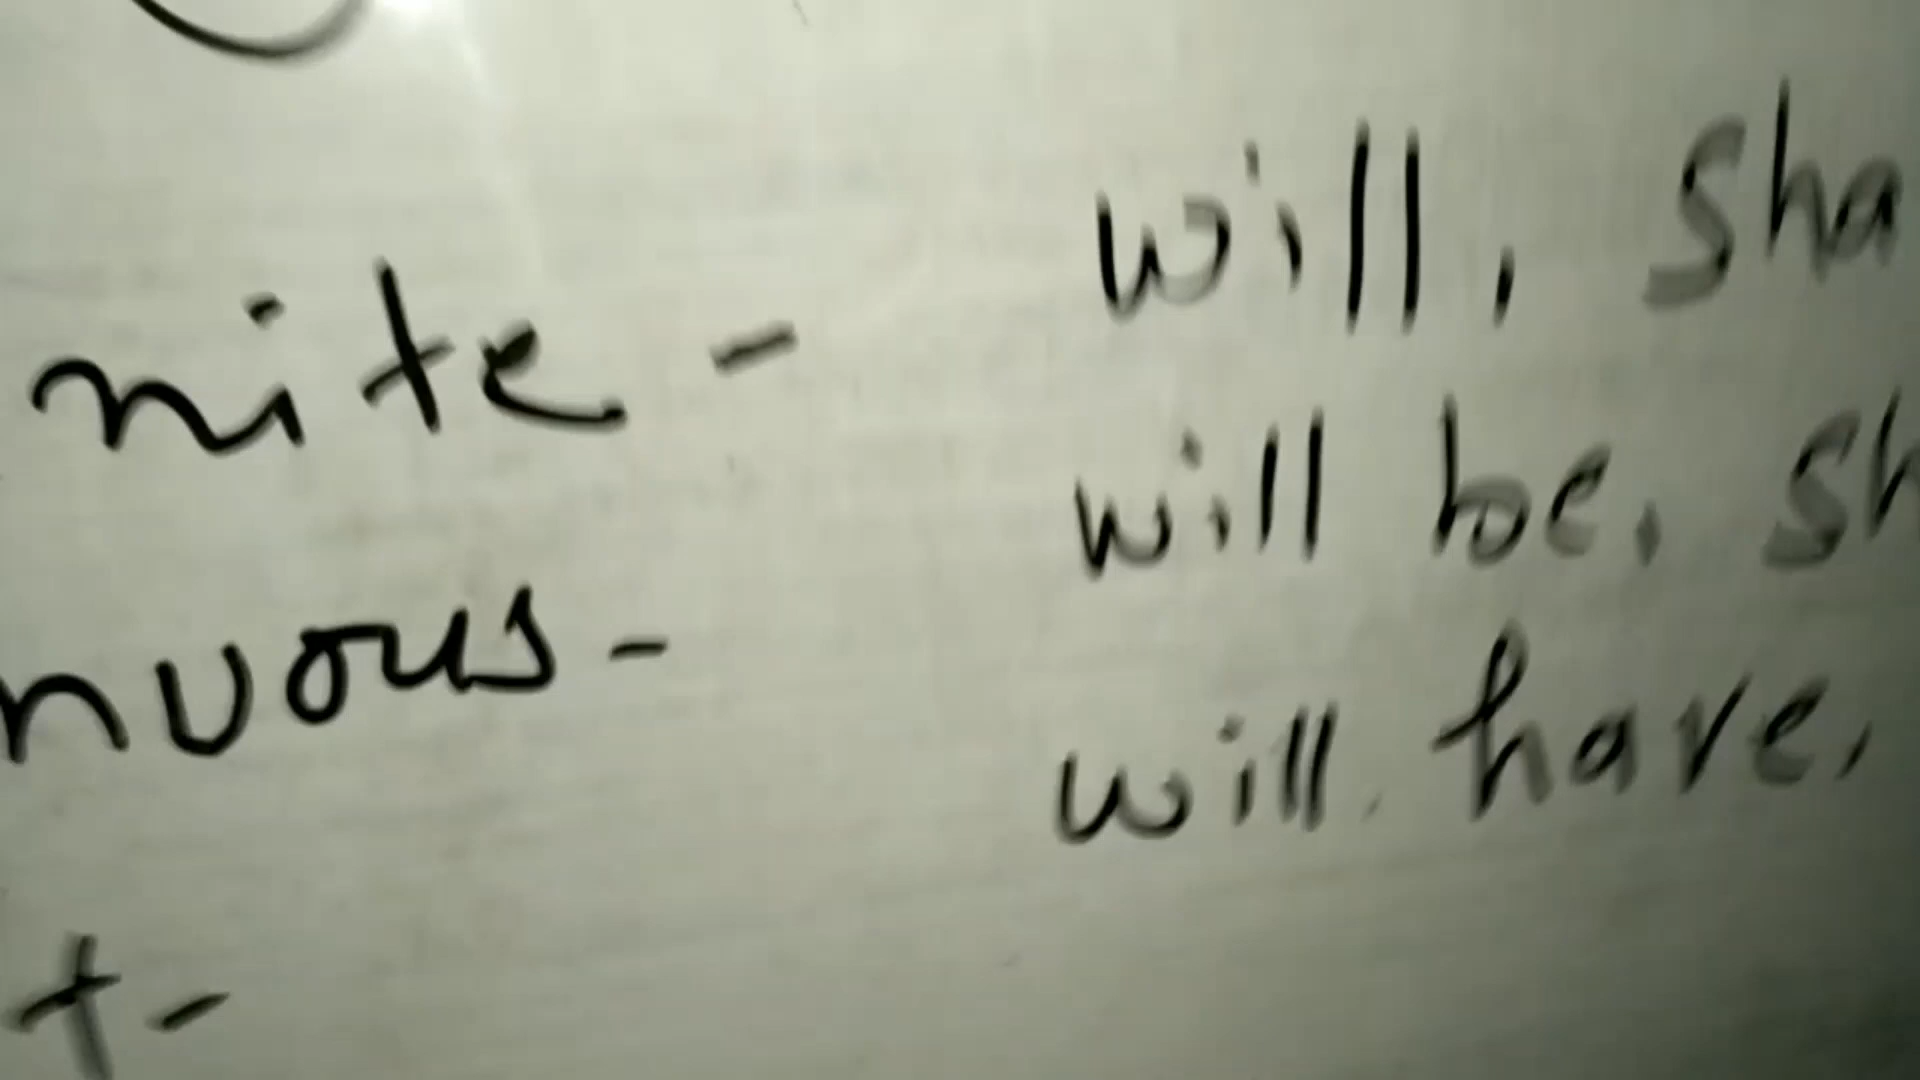 nite - will, sha
nuous - will be, sh
will have,
t -